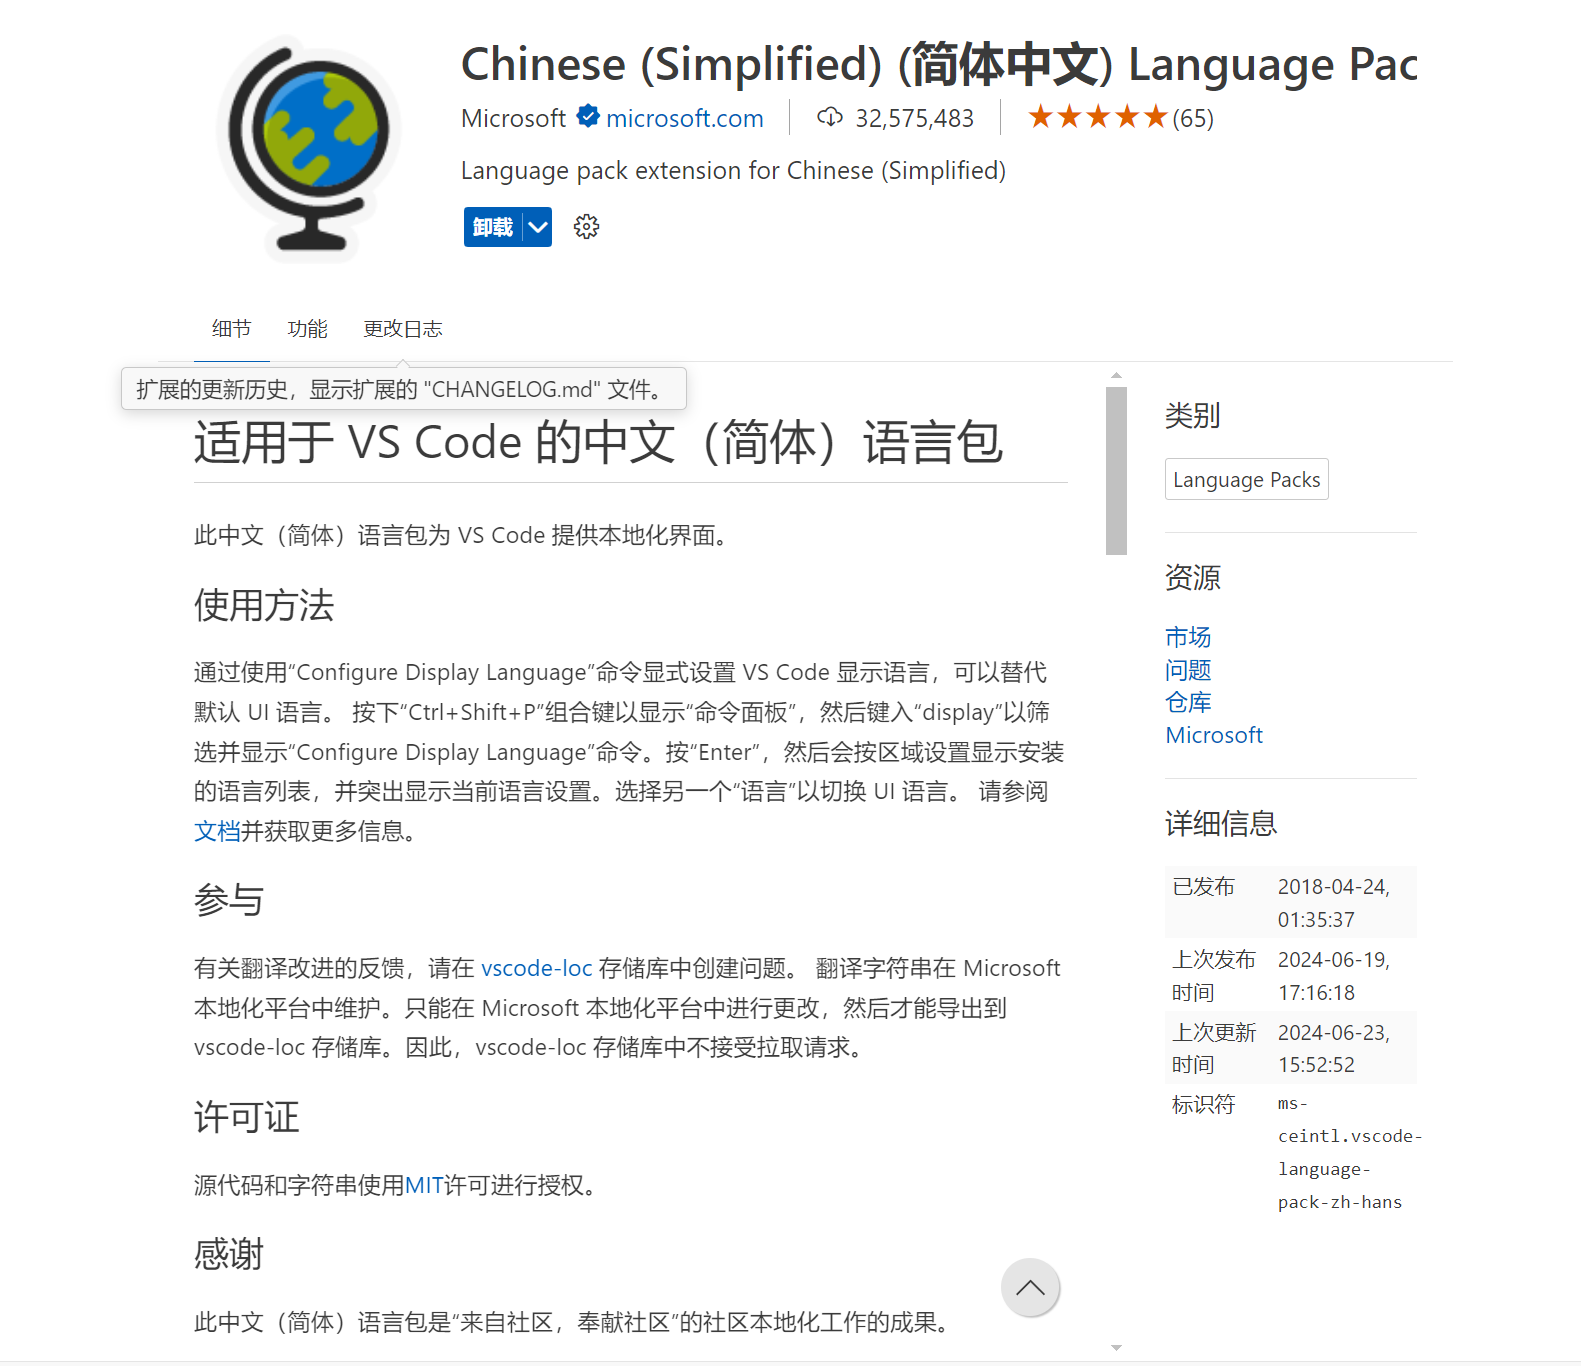 Chinese (Simplified) (简体中文) Language Pac
Microsoft microsoft.com 32,575,483 ★★★★★(65)
Language pack extension for Chinese (Simplified)
卸载
细节 功能 更改日志
扩展的更新历史，显示扩展的 "CHANGELOG.md" 文件。
适用于 VS Code 的中文（简体）语言包
此中文（简体）语言包为 VS Code 提供本地化界面。
使用方法
通过使用“Configure Display Language”命令显式设置 VS Code 显示语言，可以替代
默认 UI 语言。 按下“Ctrl+Shift+P”组合键以显示“命令面板”，然后键入“display”以筛
选并显示“Configure Display Language”命令。按“Enter”，然后会按区域设置显示安装
的语言列表，并突出显示当前语言设置。选择另一个“语言”以切换 UI 语言。 请参阅
文档并获取更多信息。
参与
有关翻译改进的反馈，请在 vscode-loc 存储库中创建问题。 翻译字符串在 Microsoft
本地化平台中维护。只能在 Microsoft 本地化平台中进行更改，然后才能导出到
vscode-loc 存储库。因此，vscode-loc 存储库中不接受拉取请求。
许可证
源代码和字符串使用MIT许可进行授权。
感谢
此中文（简体）语言包是“来自社区，奉献社区”的社区本地化工作的成果。
类别
Language Packs
资源
市场
问题
仓库
Microsoft
详细信息
已发布 2018-04-24,
01:35:37
上次发布 2024-06-19,
时间 17:16:18
上次更新 2024-06-23,
时间 15:52:52
标识符 ms-
ceintl.vscode-
language-
pack-zh-hans